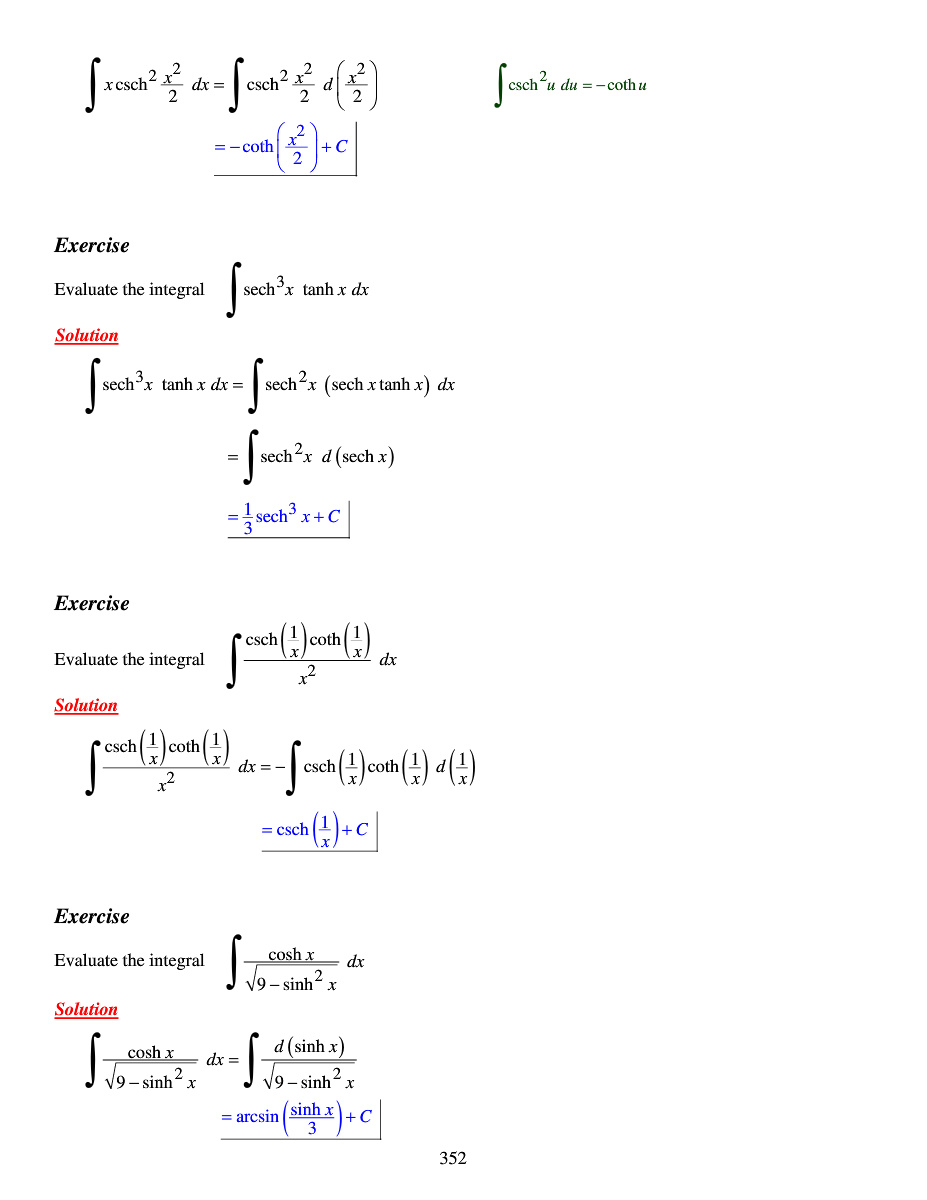 ∫ x csch² x²/2 dx = ∫ csch² x²/2 d(x²/2)    ∫ csch²u du = −coth u
= −coth(x²/2) + C
Exercise
Evaluate the integral ∫ sech³x tanh x dx
Solution
∫ sech³x tanh x dx = ∫ sech²x (sech x tanh x) dx
= ∫ sech²x d(sech x)
= 1/3 sech³ x + C
Exercise
Evaluate the integral ∫ csch(1/x)coth(1/x)/x² dx
Solution
∫ csch(1/x)coth(1/x)/x² dx = −∫ csch(1/x)coth(1/x) d(1/x)
= csch(1/x) + C
Exercise
Evaluate the integral ∫ cosh x/√(9 − sinh² x) dx
Solution
∫ cosh x/√(9 − sinh² x) dx = ∫ d(sinh x)/√(9 − sinh² x)
= arcsin(sinh x/3) + C
352